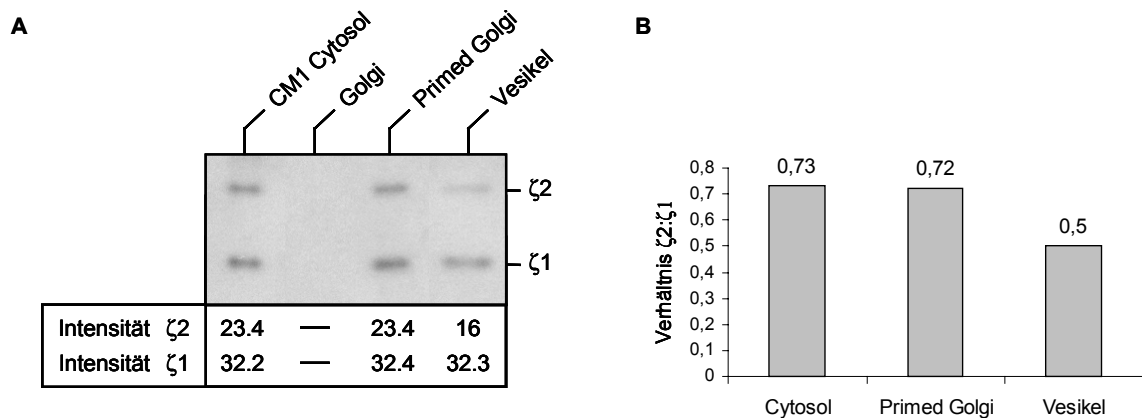 A
CM1 Cytosol
Golgi
Primed Golgi
Vesikel
ζ2
ζ1
Intensität ζ2 23.4 — 23.4 16
Intensität ζ1 32.2 — 32.4 32.3
B
Verhältnis ζ2:ζ1
0,8
0,7
0,6
0,5
0,4
0,3
0,2
0,1
0
0,73
0,72
0,5
Cytosol Primed Golgi Vesikel